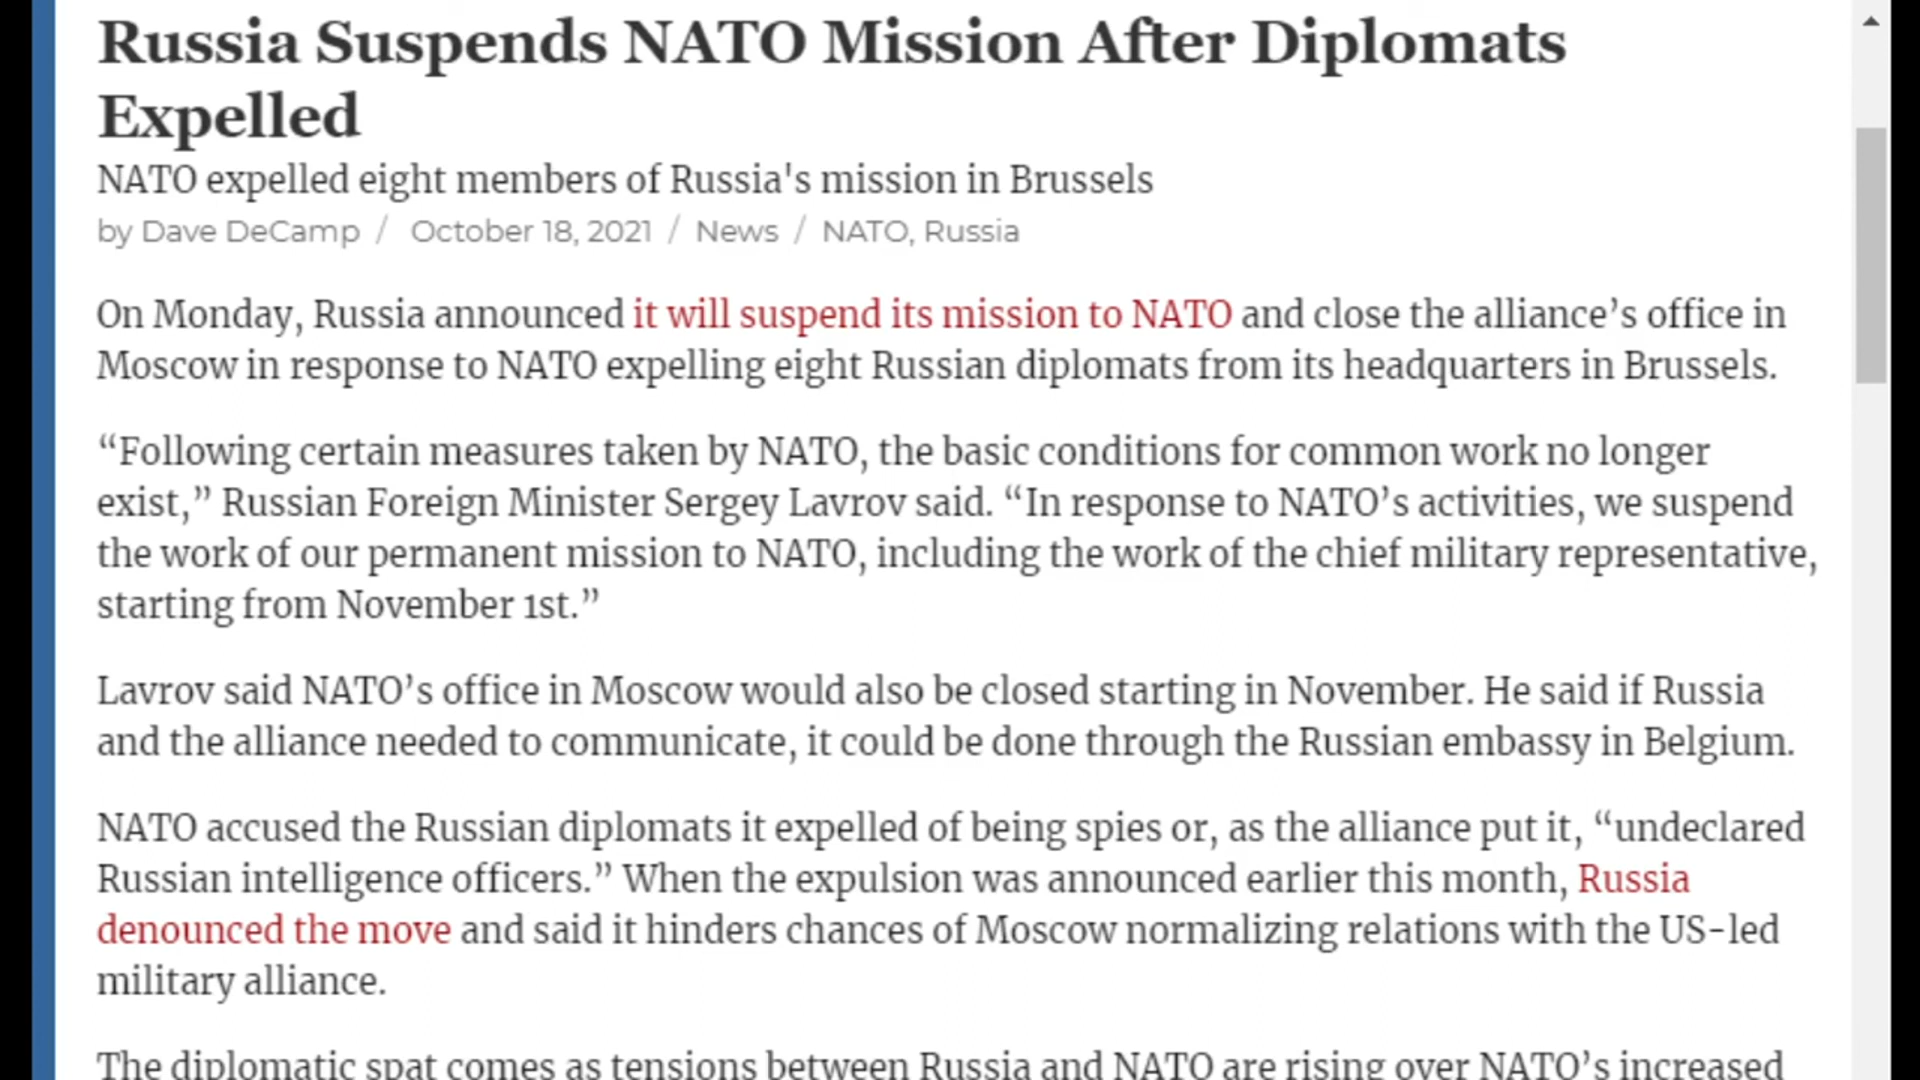 Russia Suspends NATO Mission After Diplomats
Expelled
NATO expelled eight members of Russia's mission in Brussels
by Dave DeCamp / October 18, 2021 / News / NATO, Russia
On Monday, Russia announced it will suspend its mission to NATO and close the alliance’s office in
Moscow in response to NATO expelling eight Russian diplomats from its headquarters in Brussels.
“Following certain measures taken by NATO, the basic conditions for common work no longer
exist,” Russian Foreign Minister Sergey Lavrov said. “In response to NATO’s activities, we suspend
the work of our permanent mission to NATO, including the work of the chief military representative,
starting from November 1st.”
Lavrov said NATO’s office in Moscow would also be closed starting in November. He said if Russia
and the alliance needed to communicate, it could be done through the Russian embassy in Belgium.
NATO accused the Russian diplomats it expelled of being spies or, as the alliance put it, “undeclared
Russian intelligence officers.” When the expulsion was announced earlier this month, Russia
denounced the move and said it hinders chances of Moscow normalizing relations with the US-led
military alliance.
The diplomatic spat comes as tensions between Russia and NATO are rising over NATO’s increased